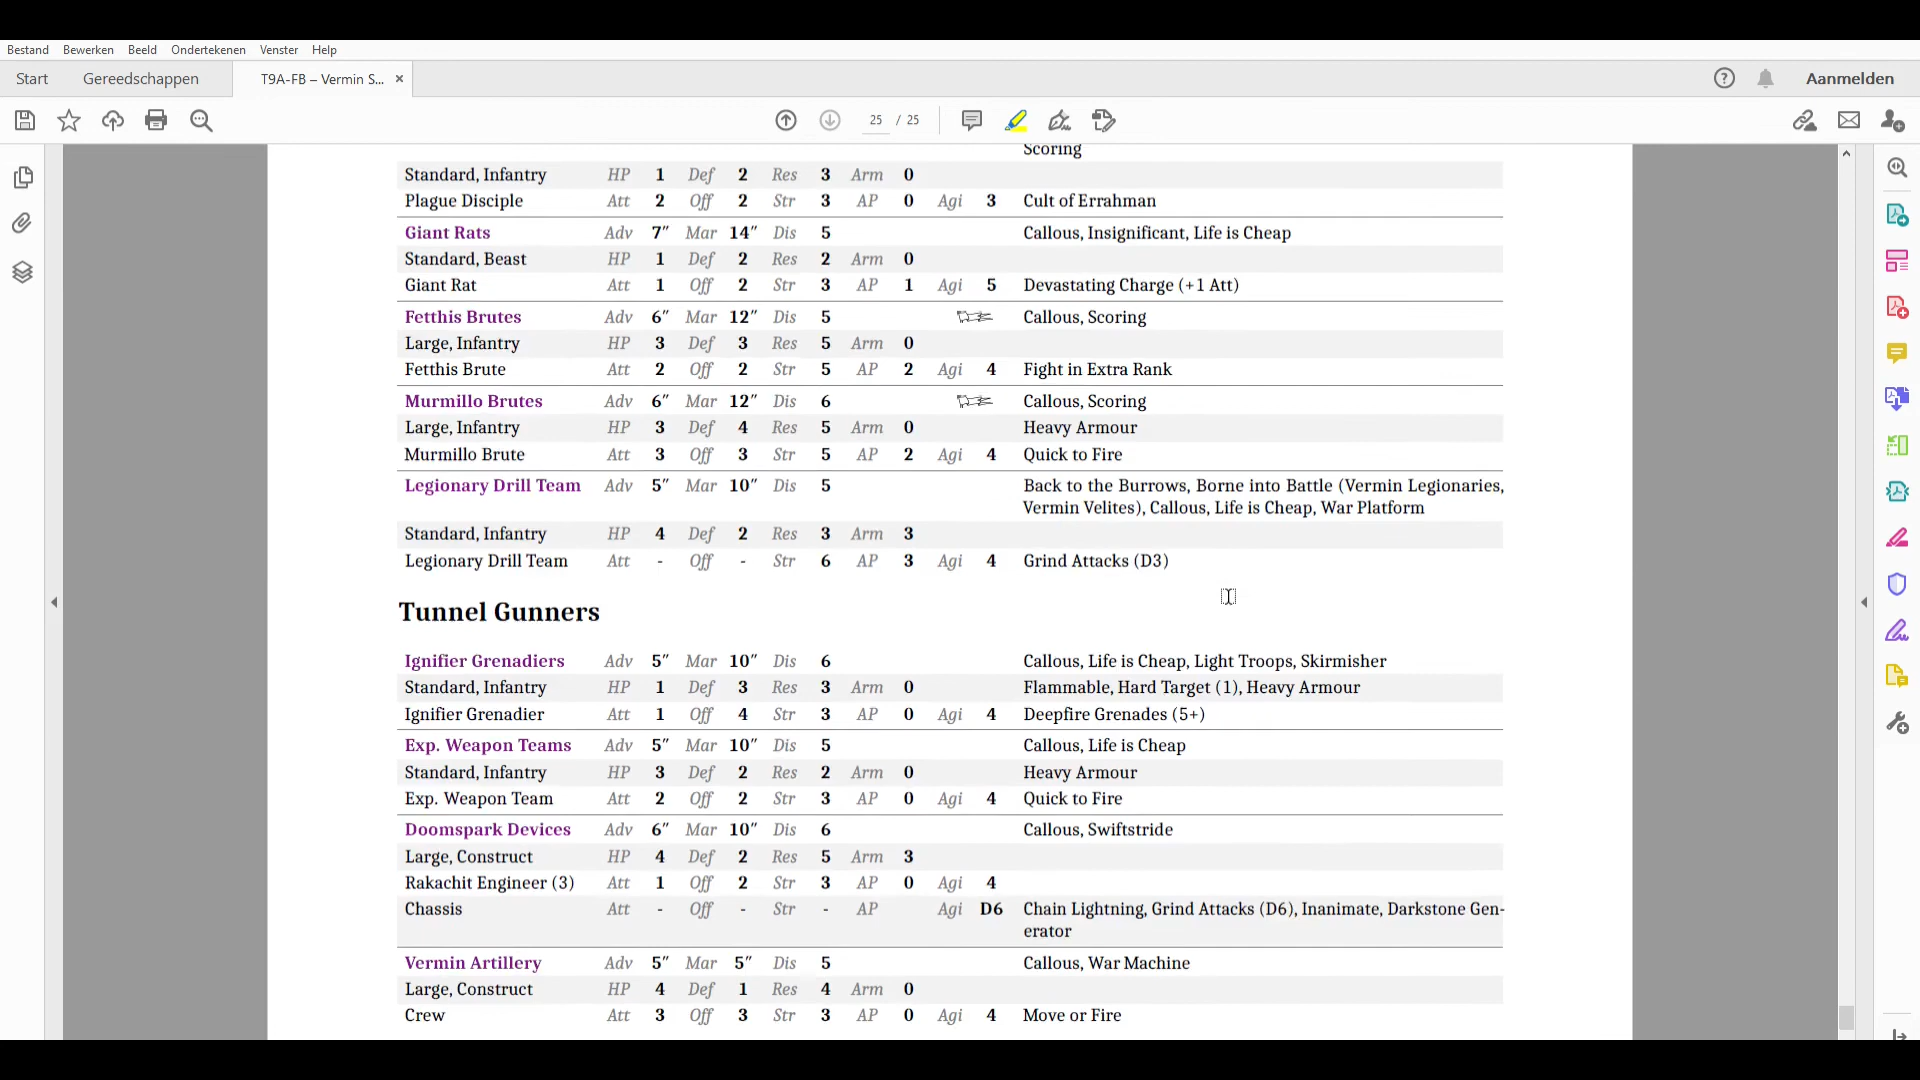 Bestand Bewerken Beeld Ondertekenen Venster Help
Start Gereedschappen T9A-FB – Vermin S... × Aanmelden
25 / 25
Scoring
Standard, Infantry HP 1 Def 2 Res 3 Arm 0
Plague Disciple Att 2 Off 2 Str 3 AP 0 Agi 3 Cult of Errahman
Giant Rats Adv 7″ Mar 14″ Dis 5 Callous, Insignificant, Life is Cheap
Standard, Beast HP 1 Def 2 Res 2 Arm 0
Giant Rat Att 1 Off 2 Str 3 AP 1 Agi 5 Devastating Charge (+1 Att)
Fetthis Brutes Adv 6″ Mar 12″ Dis 5 Callous, Scoring
Large, Infantry HP 3 Def 3 Res 5 Arm 0
Fetthis Brute Att 2 Off 2 Str 5 AP 2 Agi 4 Fight in Extra Rank
Murmillo Brutes Adv 6″ Mar 12″ Dis 6 Callous, Scoring
Large, Infantry HP 3 Def 4 Res 5 Arm 0 Heavy Armour
Murmillo Brute Att 3 Off 3 Str 5 AP 2 Agi 4 Quick to Fire
Legionary Drill Team Adv 5″ Mar 10″ Dis 5 Back to the Burrows, Borne into Battle (Vermin Legionaries,
Vermin Velites), Callous, Life is Cheap, War Platform
Standard, Infantry HP 4 Def 2 Res 3 Arm 3
Legionary Drill Team Att - Off - Str 6 AP 3 Agi 4 Grind Attacks (D3)
Tunnel Gunners
Ignifier Grenadiers Adv 5″ Mar 10″ Dis 6 Callous, Life is Cheap, Light Troops, Skirmisher
Standard, Infantry HP 1 Def 3 Res 3 Arm 0 Flammable, Hard Target (1), Heavy Armour
Ignifier Grenadier Att 1 Off 4 Str 3 AP 0 Agi 4 Deepfire Grenades (5+)
Exp. Weapon Teams Adv 5″ Mar 10″ Dis 5 Callous, Life is Cheap
Standard, Infantry HP 3 Def 2 Res 2 Arm 0 Heavy Armour
Exp. Weapon Team Att 2 Off 2 Str 3 AP 0 Agi 4 Quick to Fire
Doomspark Devices Adv 6″ Mar 10″ Dis 6 Callous, Swiftstride
Large, Construct HP 4 Def 2 Res 5 Arm 3
Rakachit Engineer (3) Att 1 Off 2 Str 3 AP 0 Agi 4
Chassis Att - Off - Str - AP Agi D6 Chain Lightning, Grind Attacks (D6), Inanimate, Darkstone Gen-
erator
Vermin Artillery Adv 5″ Mar 5″ Dis 5 Callous, War Machine
Large, Construct HP 4 Def 1 Res 4 Arm 0
Crew Att 3 Off 3 Str 3 AP 0 Agi 4 Move or Fire